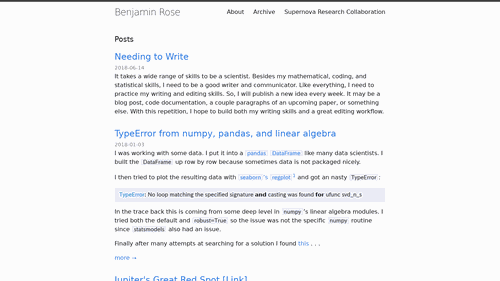 Benjamin Rose
About Archive Supernova Research Collaboration
Posts
Needing to Write
2018-06-14
It takes a wide range of skills to be a scientist. Besides my mathematical, coding, and
statistical skills, I need to be a good writer and communicator. Like everything, I need to
practice my writing and editing skills. So, I will publish a new idea every week. It may be a
blog post, code documentation, a couple paragraphs of an upcoming paper, or something
else. With this repetition, I hope to build both my writing skills and a great editing workflow.
TypeError from numpy, pandas, and linear algebra
2018-01-03
I was working with some data. I put it into a pandas DataFrame like many data scientists. I
built the DataFrame up row by row because sometimes data is not packaged nicely.
I then tried to plot the resulting data with seaborn 's regplot ² and got an nasty TypeError :
TypeError: No loop matching the specified signature and casting was found for ufunc svd_n_s
In the trace back this is coming from some deep level in numpy 's linear algebra modules. I
tried both the default and robust=True so the issue was not the specific numpy routine
since statsmodels also had an issue.
Finally after many attempts at searching for a solution I found this . . .
more →
Jupiter's Great Red Spot [Link]